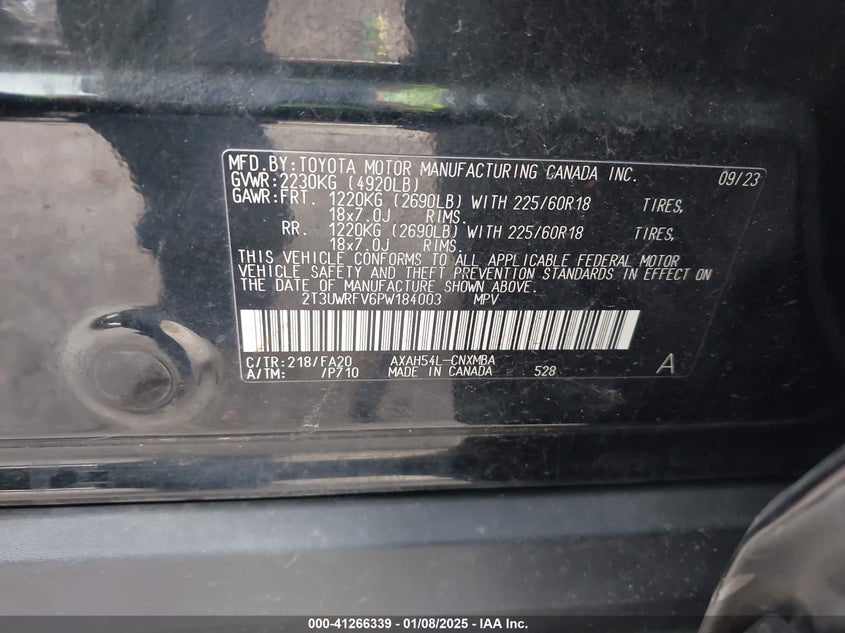 MFD.BY:TOYOTA MOTOR MANUFACTURING CANADA INC. 09/23
GVWR:2230KG (4920LB)
GAWR:FRT. 1220KG (2690LB) WITH 225/60R18 TIRES,
18x7.0J RIMS.
RR. 1220KG (2690LB) WITH 225/60R18 TIRES,
18x7.0J RIMS.
THIS VEHICLE CONFORMS TO ALL APPLICABLE FEDERAL MOTOR
VEHICLE SAFETY AND THEFT PREVENTION STANDARDS IN EFFECT ON
THE DATE OF MANUFACTURE SHOWN ABOVE.
2T3UWRFV6PW184003 MPV
C/TR:218/FA20 AXAH54L-CNXMBA
A/TM: /P710 MADE IN CANADA 528 A
000-41266339 - 01/08/2025 - IAA Inc.